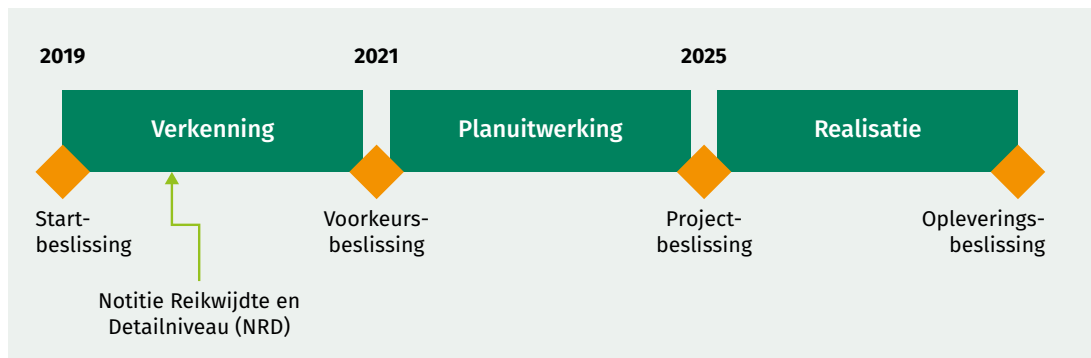 2019
2021
2025
Verkenning
Planuitwerking
Realisatie
Start-
beslissing
Voorkeurs-
beslissing
Project-
beslissing
Opleverings-
beslissing
Notitie Reikwijdte en
Detailniveau (NRD)